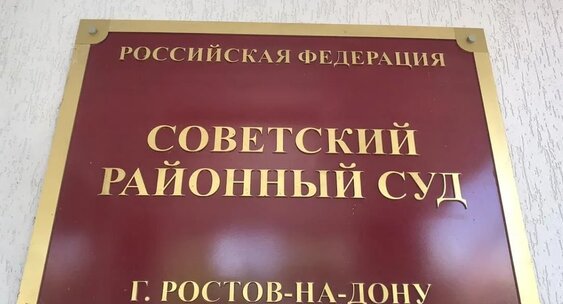 РОССИЙСКАЯ ФЕДЕРАЦИЯ
СОВЕТСКИЙ
РАЙОННЫЙ СУД
Г. РОСТОВ-НА-ДОНУ